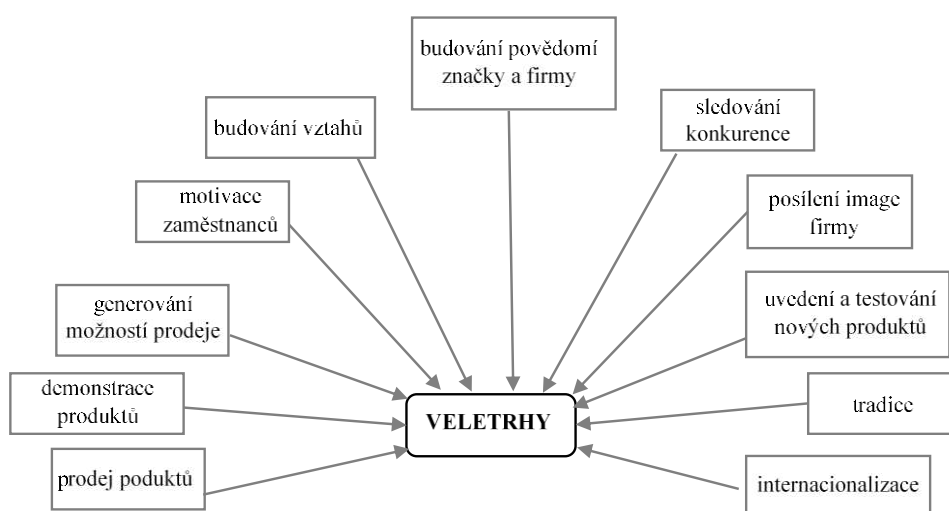 budování povědomí
značky a firmy
sledování
konkurence
budování vztahů
motivace
zaměstnanců
posílení image
firmy
generování
možností prodeje
uvedení a testování
nových produktů
demonstrace
produktů
VELETRHY
tradice
prodej poduktů
internacionalizace